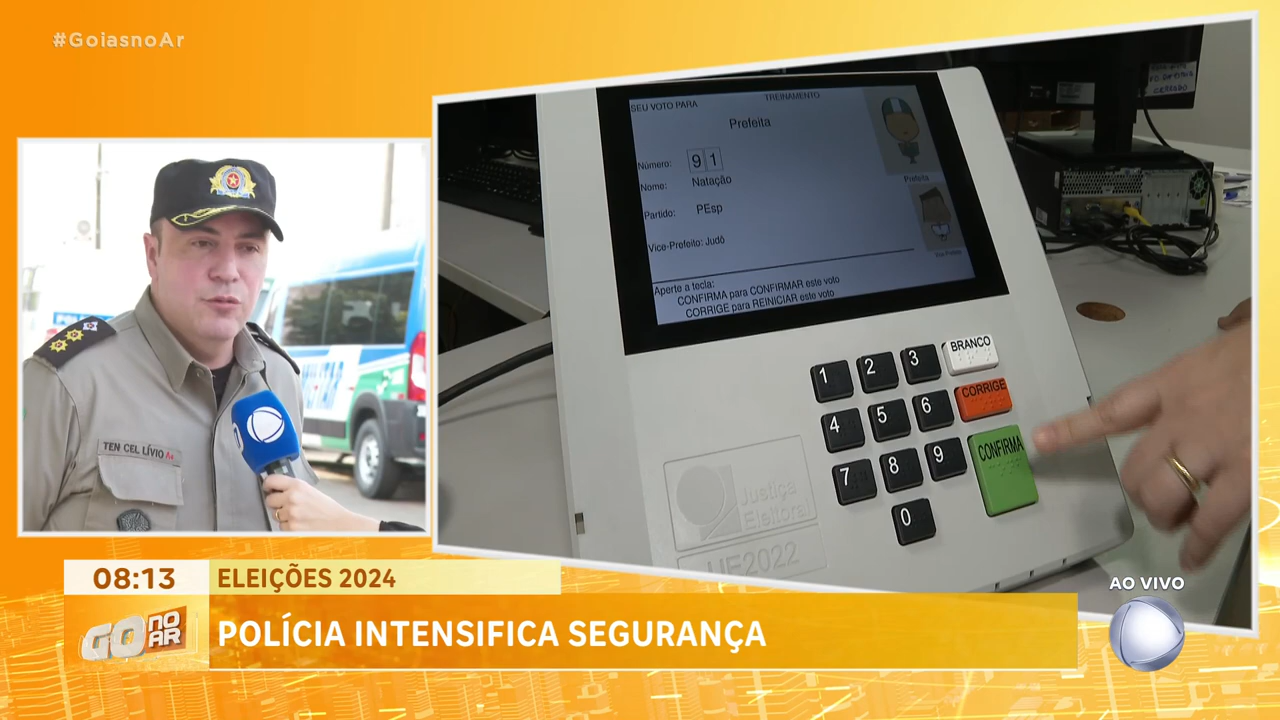 #GoiasnoAr
TEN CEL LÍVIO A+
SEU VOTO PARA
TREINAMENTO
Prefeita
Número: 91
Nome: Natação
Partido: PEsp
Vice-Prefeito: Judô
Aperte a tecla:
CONFIRMA para CONFIRMAR este voto
CORRIGE para REINICIAR este voto
Prefeita
1 2 3 BRANCO
4 5 6 CORRIGE
7 8 9 CONFIRMA
0
Justiça
Eleitoral
UE2022
08:13
ELEIÇÕES 2024
GO NO AR
POLÍCIA INTENSIFICA SEGURANÇA
AO VIVO